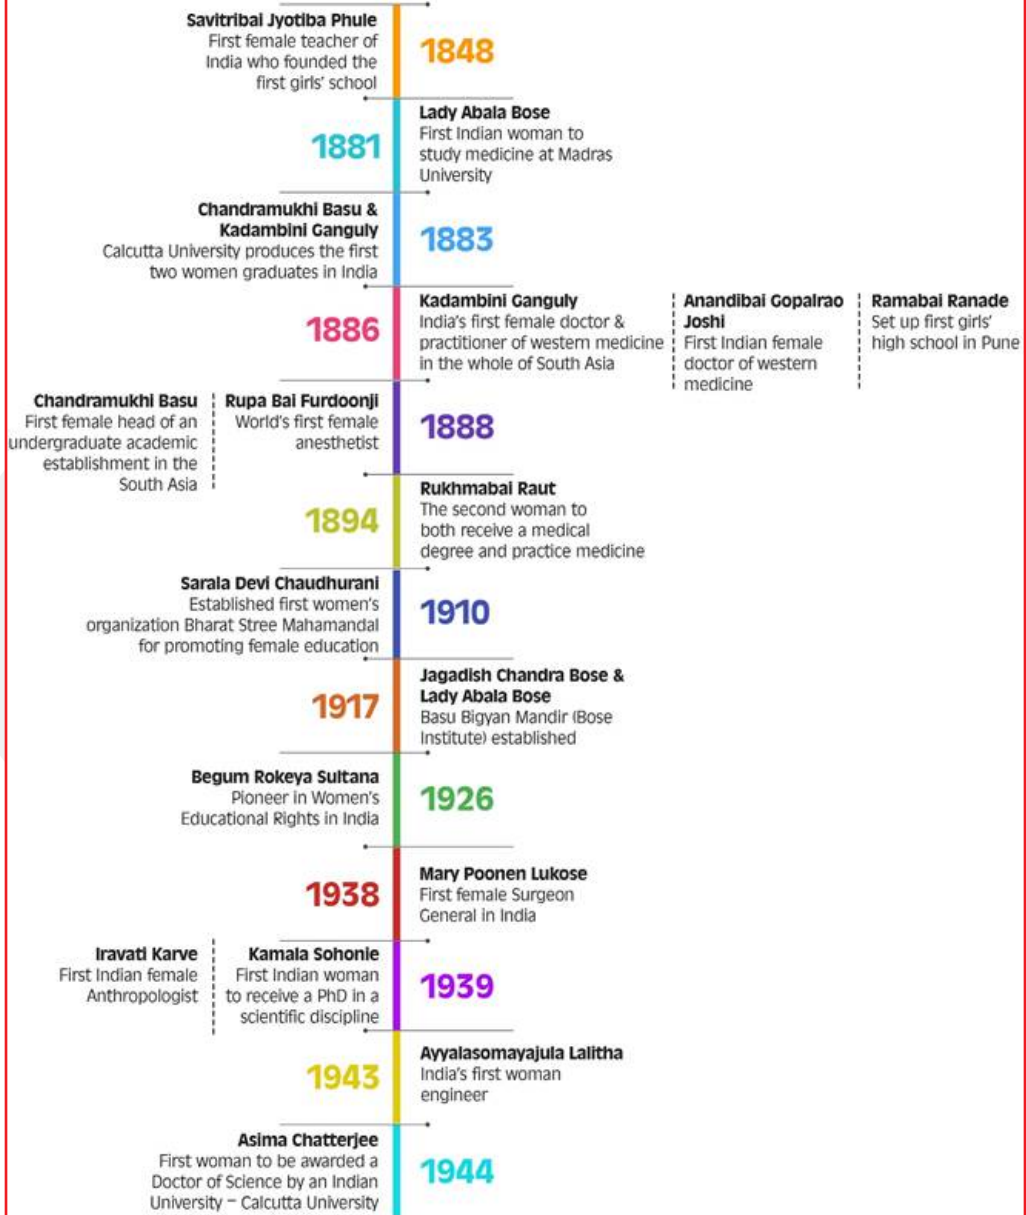 Savitribai Jyotiba Phule
First female teacher of
India who founded the
first girls' school
1848
1881
Lady Abala Bose
First Indian woman to
study medicine at Madras
University
Chandramukhi Basu &
Kadambini Ganguly
Calcutta University produces the first
two women graduates in India
1883
1886
Kadambini Ganguly
India's first female doctor &
practitioner of western medicine
in the whole of South Asia
Anandibai Gopalrao
Joshi
First Indian female
doctor of western
medicine
Ramabai Ranade
Set up first girls'
high school in Pune
Chandramukhi Basu
First female head of an
undergraduate academic
establishment in the
South Asia
Rupa Bai Furdoonji
World's first female
anesthetist
1888
1894
Rukhmabai Raut
The second woman to
both receive a medical
degree and practice medicine
Sarala Devi Chaudhurani
Established first women's
organization Bharat Stree Mahamandal
for promoting female education
1910
1917
Jagadish Chandra Bose &
Lady Abala Bose
Basu Bigyan Mandir (Bose
Institute) established
Begum Rokeya Sultana
Pioneer in Women's
Educational Rights in India
1926
1938
Mary Poonen Lukose
First female Surgeon
General in India
Iravati Karve
First Indian female
Anthropologist
Kamala Sohonie
First Indian woman
to receive a PhD in a
scientific discipline
1939
1943
Ayyalasomayajula Lalitha
India's first woman
engineer
Asima Chatterjee
First woman to be awarded a
Doctor of Science by an Indian
University – Calcutta University
1944